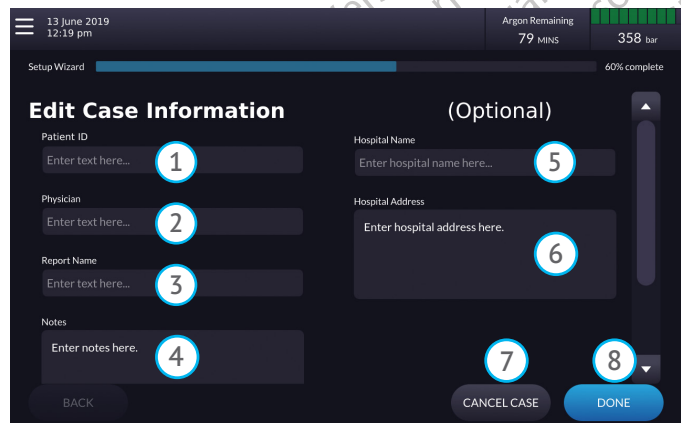 13 June 2019
12:19 pm
Argon Remaining
79 MINS
358 bar
Setup Wizard
60% complete
Edit Case Information
(Optional)
Patient ID
Enter text here...
1
Physician
Enter text here...
2
Report Name
Enter text here...
3
Notes
Enter notes here.
4
Hospital Name
Enter hospital name here...
5
Hospital Address
Enter hospital address here.
6
7
8
BACK
CANCEL CASE
DONE